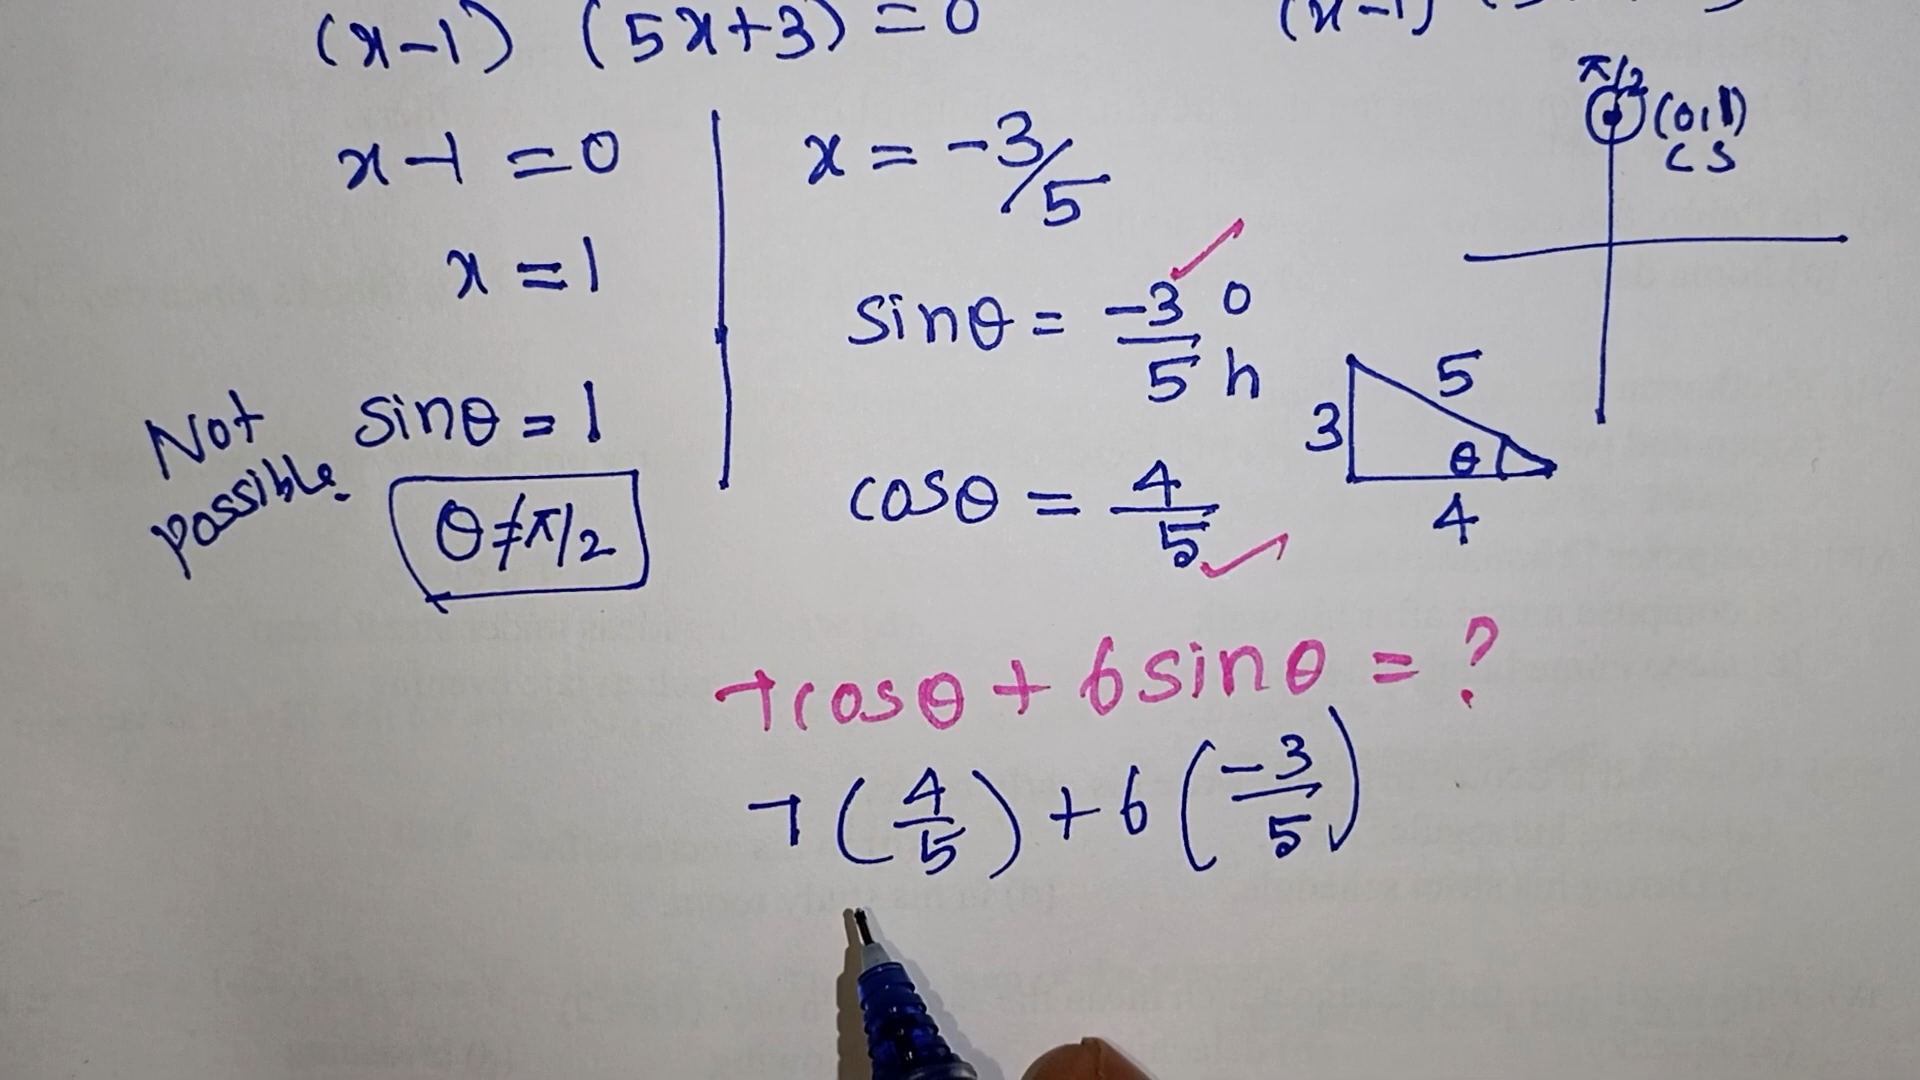 (x-1) (5x+3) = 0
x-1 = 0
x = 1
sinθ = 1
Not possible.
θ≠π/2
x = -3/5
sinθ = -3/5 o h
cosθ = 4/5
(x-1)
π/2
(0,1)
c s
3 5 θ 4
7cosθ + 6sinθ = ?
7(4/5) + 6(-3/5)